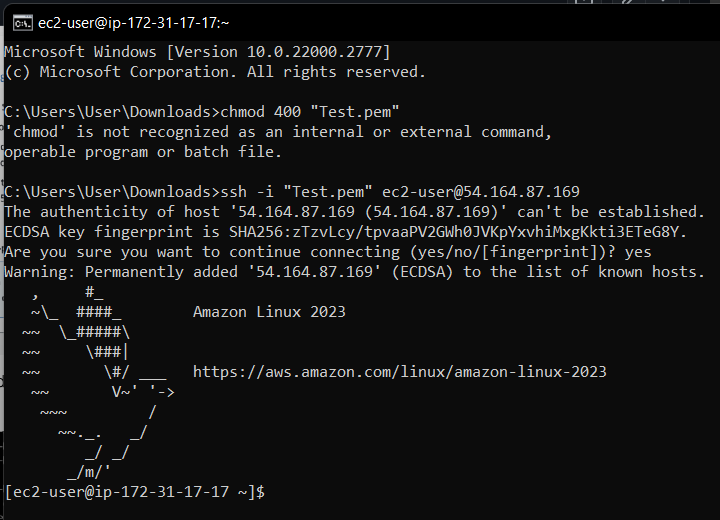 ec2-user@ip-172-31-17-17:~
Microsoft Windows [Version 10.0.22000.2777]
(c) Microsoft Corporation. All rights reserved.

C:\Users\User\Downloads>chmod 400 "Test.pem"
'chmod' is not recognized as an internal or external command,
operable program or batch file.

C:\Users\User\Downloads>ssh -i "Test.pem" ec2-user@54.164.87.169
The authenticity of host '54.164.87.169 (54.164.87.169)' can't be established.
ECDSA key fingerprint is SHA256:zTzvLcy/tpvaaPV2GWh0JVKpYxvhiMxgKkti3ETeG8Y.
Are you sure you want to continue connecting (yes/no/[fingerprint])? yes
Warning: Permanently added '54.164.87.169' (ECDSA) to the list of known hosts.
   ,     #_
   ~\_  ####_        Amazon Linux 2023
  ~~  \_#####\
  ~~     \###|
  ~~       \#/ ___   https://aws.amazon.com/linux/amazon-linux-2023
   ~~       V~' '->
    ~~~         /
      ~~._.   _/
         _/ _/
       _/m/'
[ec2-user@ip-172-31-17-17 ~]$